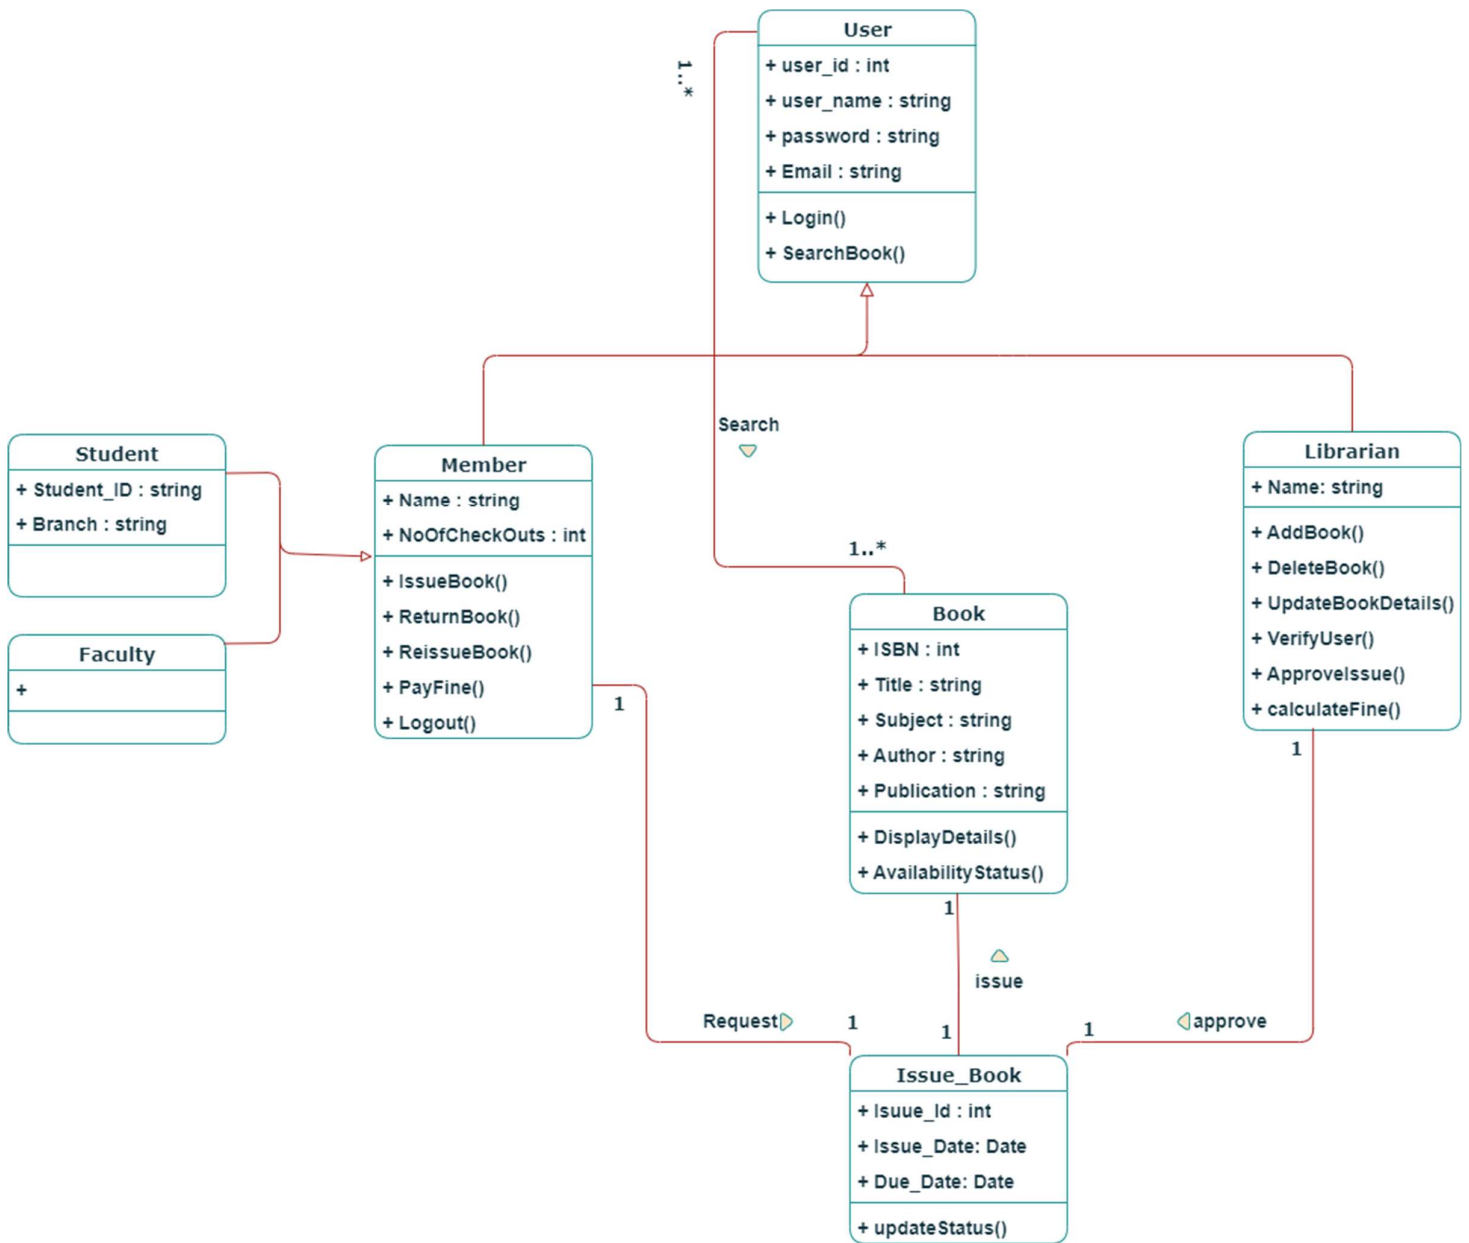 User
+ user_id : int
+ user_name : string
+ password : string
+ Email : string
+ Login()
+ SearchBook()
1..*
Search
Student
+ Student_ID : string
+ Branch : string
Faculty
+
Member
+ Name : string
+ NoOfCheckOuts : int
+ IssueBook()
+ ReturnBook()
+ ReissueBook()
+ PayFine()
+ Logout()
1
1..*
Book
+ ISBN : int
+ Title : string
+ Subject : string
+ Author : string
+ Publication : string
+ DisplayDetails()
+ AvailabilityStatus()
1
Librarian
+ Name: string
+ AddBook()
+ DeleteBook()
+ UpdateBookDetails()
+ VerifyUser()
+ ApproveIssue()
+ calculateFine()
1
issue
Request
1
1
1
approve
Issue_Book
+ Isuue_Id : int
+ Issue_Date: Date
+ Due_Date: Date
+ updateStatus()